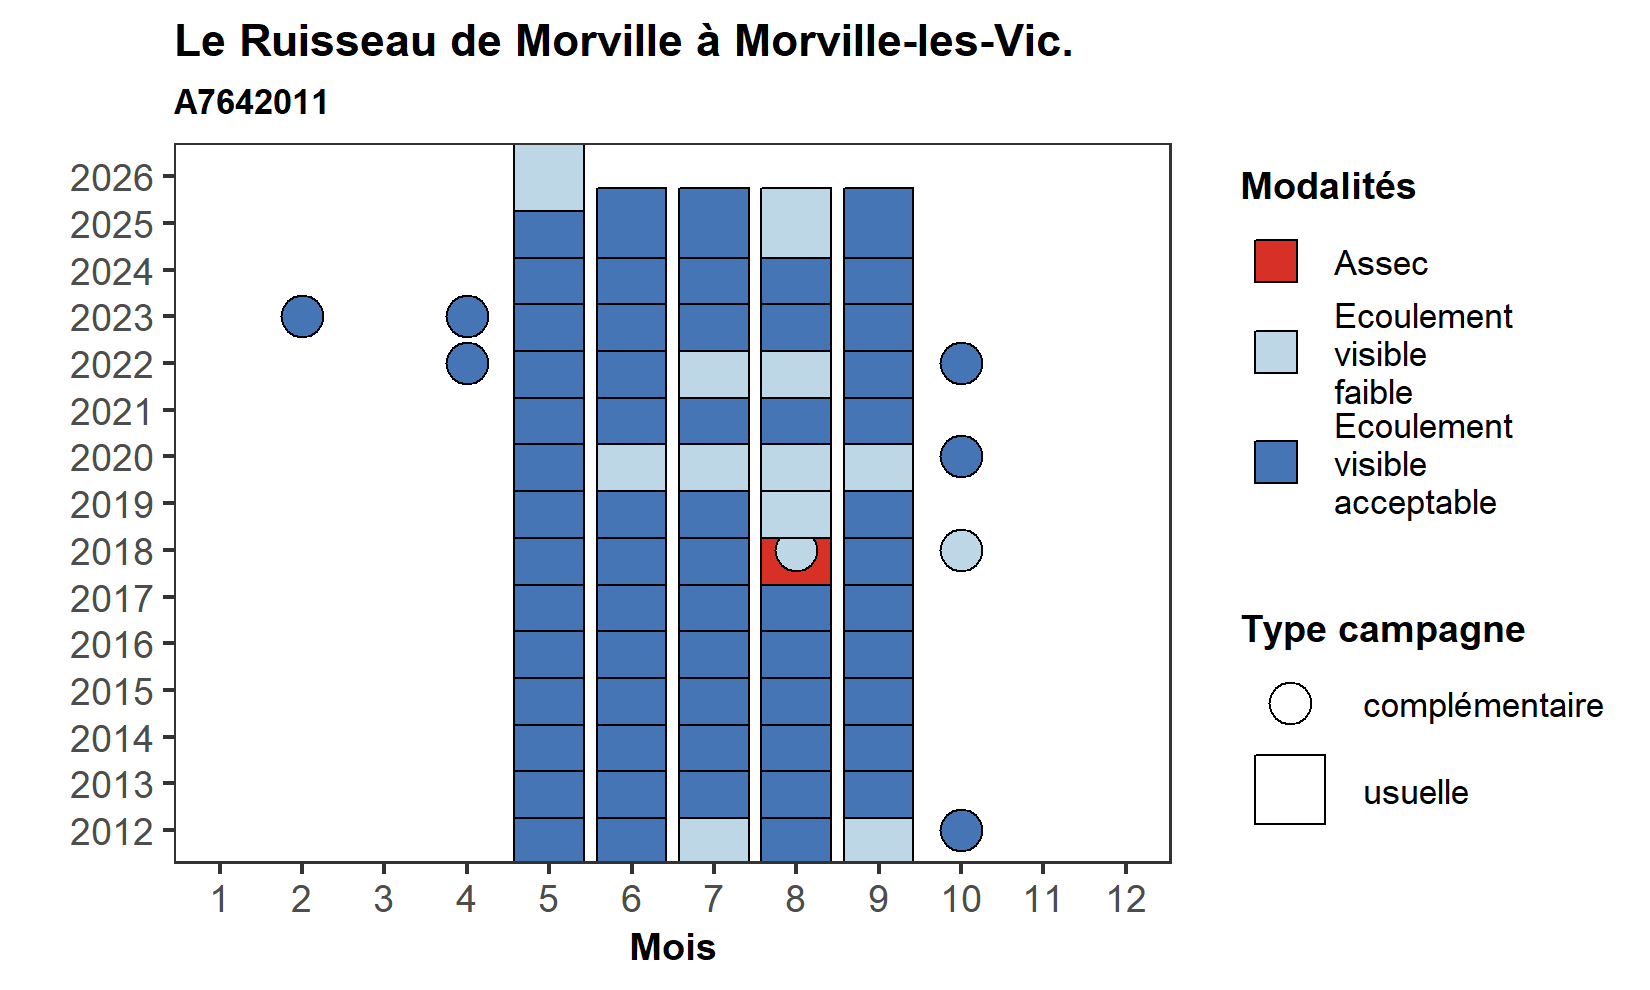 Le Ruisseau de Morville à Morville-les-Vic.
A7642011
2026
2025
2024
2023
2022
2021
2020
2019
2018
2017
2016
2015
2014
2013
2012
1 2 3 4 5 6 7 8 9 10 11 12
Mois
Modalités
Assec
Ecoulement
visible
faible
Ecoulement
visible
acceptable
Type campagne
complémentaire
usuelle